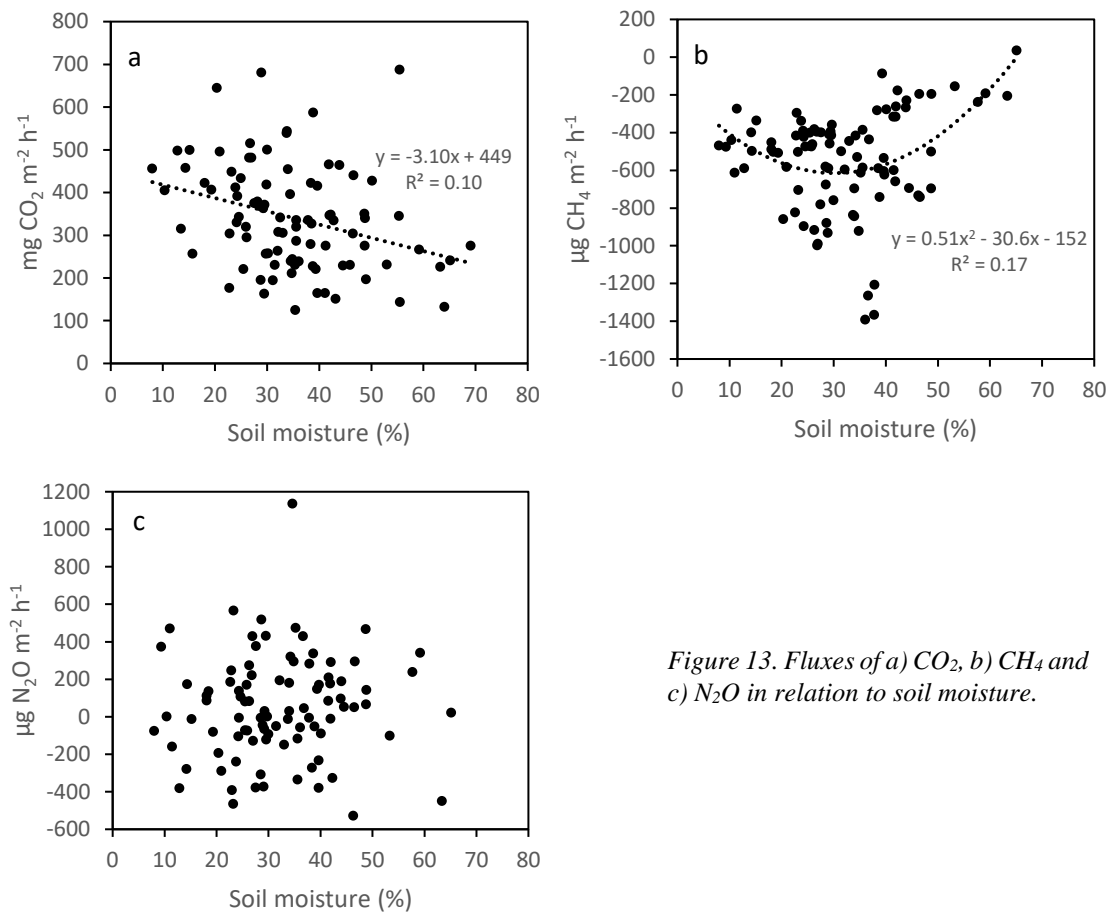 a
800
700
600
500
400
300
200
100
0
mg CO₂ m⁻² h⁻¹
y = -3.10x + 449
R² = 0.10
0 10 20 30 40 50 60 70 80
Soil moisture (%)
b
200
0
-200
-400
-600
-800
-1000
-1200
-1400
-1600
µg CH₄ m⁻² h⁻¹
y = 0.51x² - 30.6x - 152
R² = 0.17
0 10 20 30 40 50 60 70 80
Soil moisture (%)
c
1200
1000
800
600
400
200
0
-200
-400
-600
µg N₂O m⁻² h⁻¹
0 10 20 30 40 50 60 70 80
Soil moisture (%)
Figure 13. Fluxes of a) CO₂, b) CH₄ and
c) N₂O in relation to soil moisture.